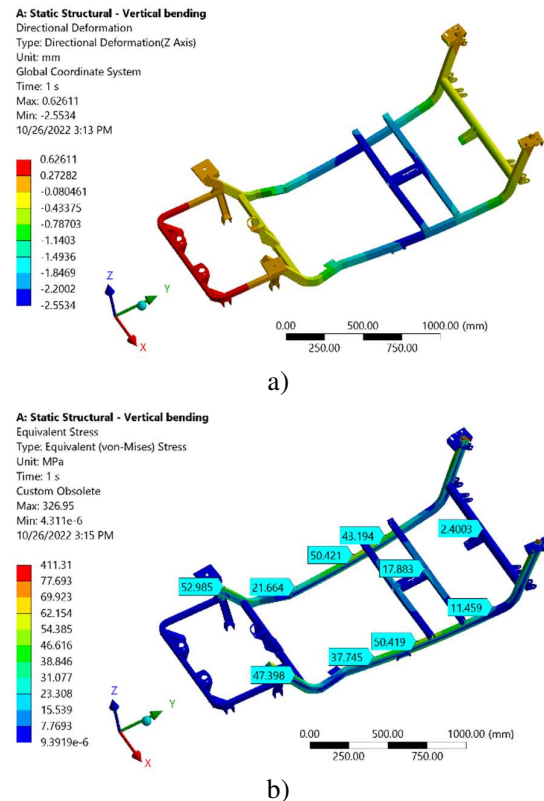 A: Static Structural - Vertical bending
Directional Deformation
Type: Directional Deformation(Z Axis)
Unit: mm
Global Coordinate System
Time: 1 s
Max: 0.62611
Min: -2.5534
10/26/2022 3:13 PM
0.62611
0.27282
-0.080461
-0.43375
-0.78703
-1.1403
-1.4936
-1.8469
-2.2002
-2.5534
Z
Y
X
0.00 500.00 1000.00 (mm)
250.00 750.00
a)
A: Static Structural - Vertical bending
Equivalent Stress
Type: Equivalent (von-Mises) Stress
Unit: MPa
Time: 1 s
Custom Obsolete
Max: 326.95
Min: 4.311e-6
10/26/2022 3:15 PM
411.31
77.693
69.923
62.154
54.385
46.616
38.846
31.077
23.308
15.539
7.7693
9.3919e-6
43.194
2.4003
50.421
17.883
52.985
21.664
11.459
50.419
37.745
47.398
Z
Y
X
0.00 500.00 1000.00 (mm)
250.00 750.00
b)